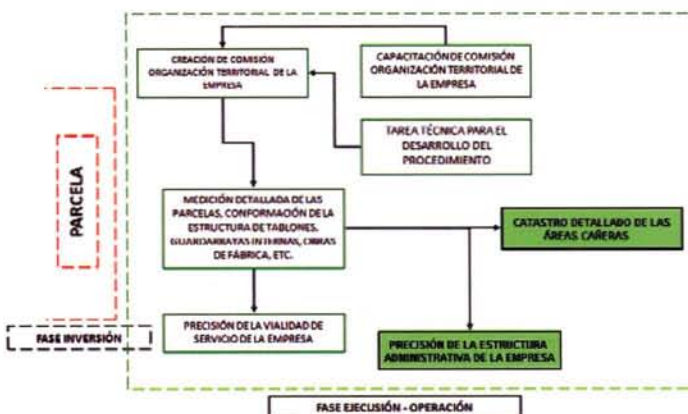 CREACIÓN DE COMISIÓN
ORGANIZACIÓN TERRITORIAL DE LA
EMPRESA
CAPACITACIÓN DE COMISIÓN
ORGANIZACIÓN TERRITORIAL DE
LA EMPRESA
TAREA TÉCNICA PARA EL
DESARROLLO DEL
PROCEDIMIENTO
PARCELA
MEDICIÓN DETALLADA DE LAS
PARCELAS, CONFORMACIÓN DE LA
ESTRUCTURA DE TABLONES,
GUARDARRAYAS INTERNAS, OBRAS
DE FÁBRICA, ETC.
CATASTRO DETALLADO DE LAS
ÁREAS CAÑERAS
FASE INVERSIÓN
PRECISIÓN DE LA VIALIDAD DE
SERVICIO DE LA EMPRESA
PRECISIÓN DE LA ESTRUCTURA
ADMINISTRATIVA DE LA EMPRESA
FASE EJECUSIÓN - OPERACIÓN